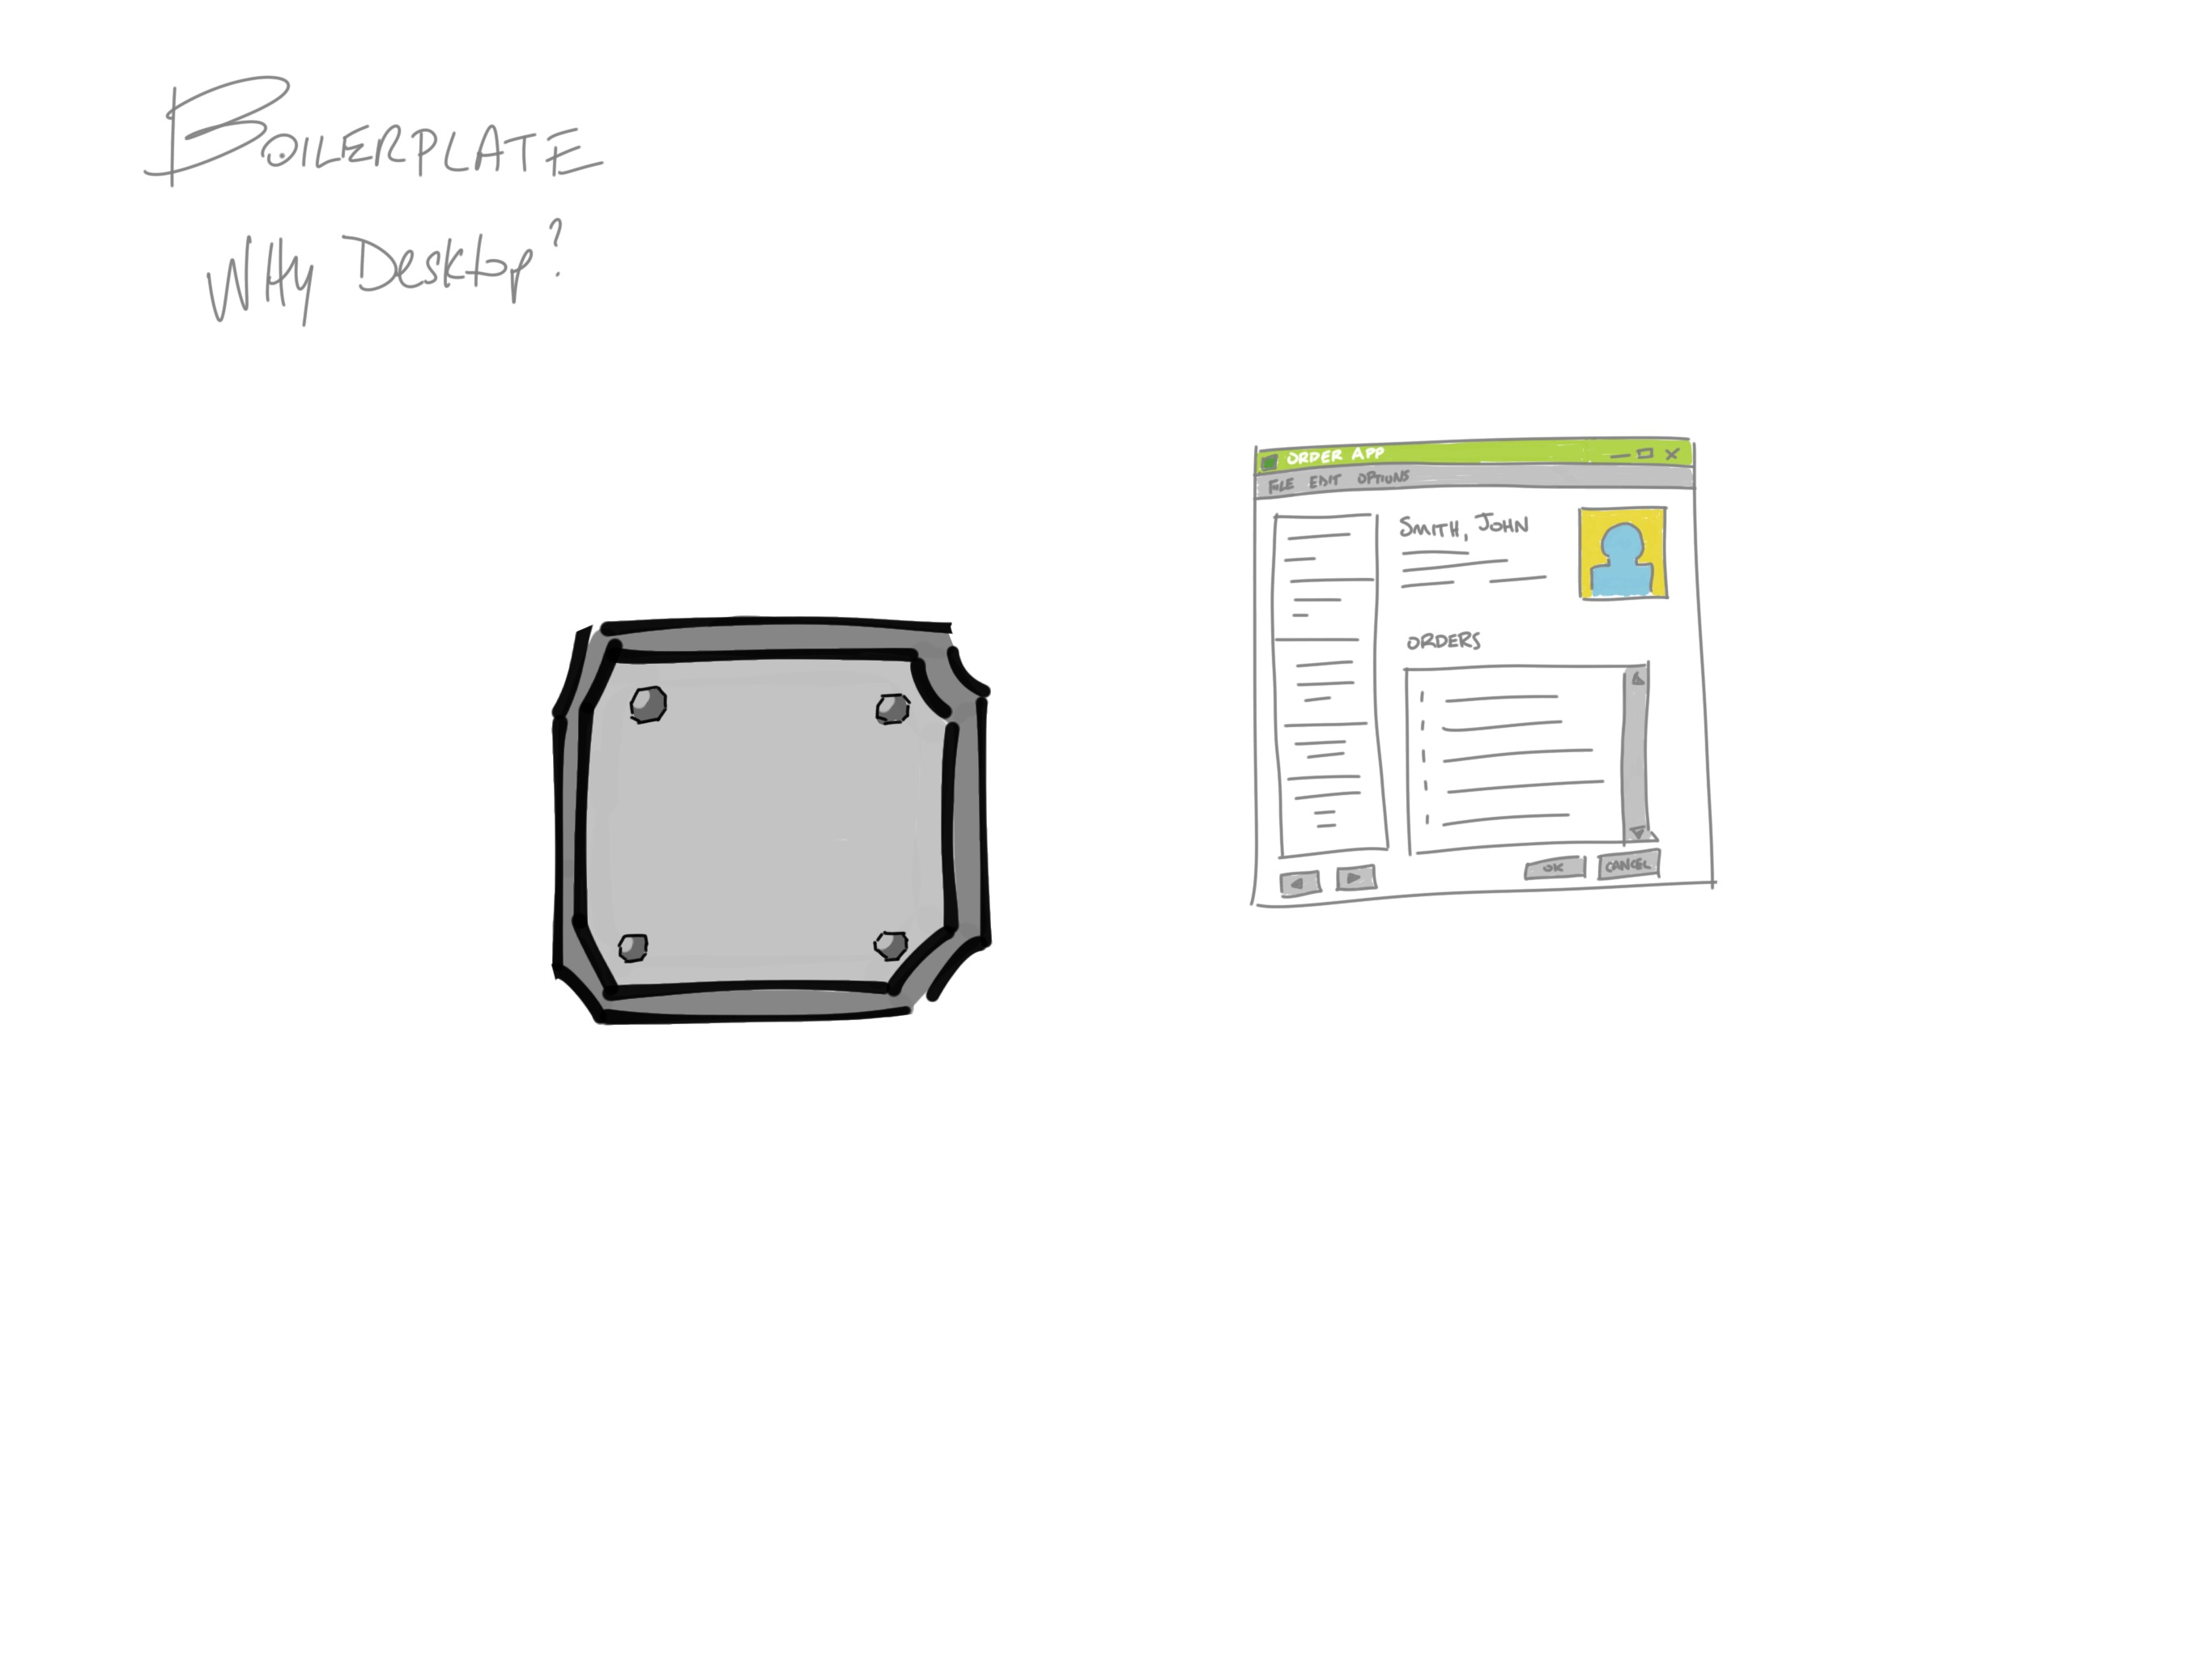 BOILERPLATE
WHy Desktop?
ORDER APP
FILE EDIT OPTIONS
SMITH, JOHN
ORDERS
OK CANCEL